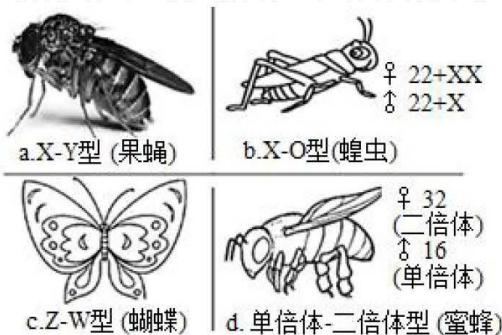 a.X-Y型 (果蝇)
♀ 22+XX
♂ 22+X
b.X-O型(蝗虫)
c.Z-W型 (蝴蝶)
♀ 32
(二倍体)
♂ 16
(单倍体)
d. 单倍体-二倍体型 (蜜蜂)